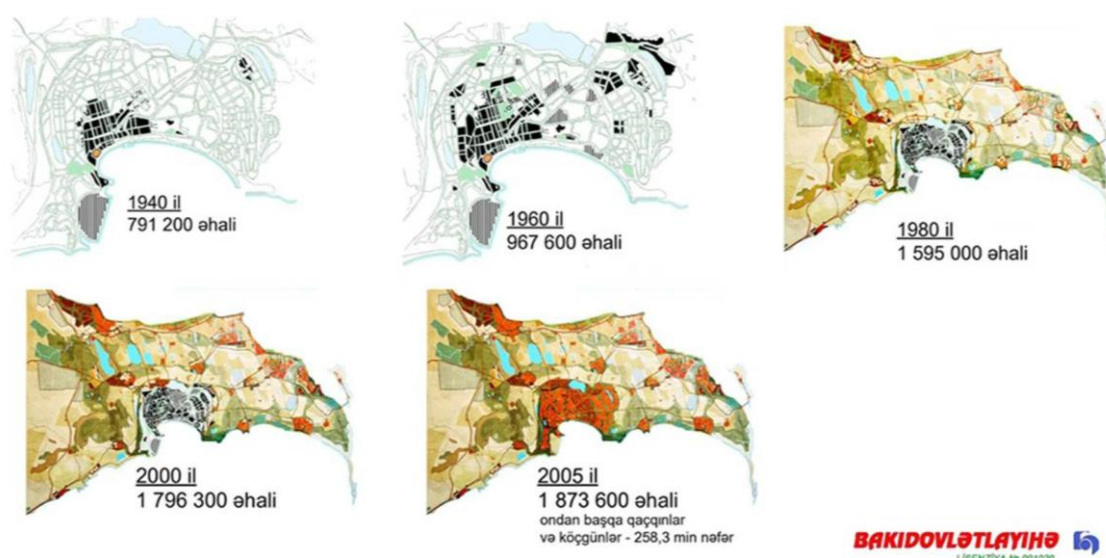 1940 il
791 200 əhali
1960 il
967 600 əhali
1980 il
1 595 000 əhali
2000 il
1 796 300 əhali
2005 il
1 873 600 əhali
ondan başqa qaçqınlar
və köçgünlər - 258,3 min nəfər
BAKIDOVLƏTLAYIHƏ